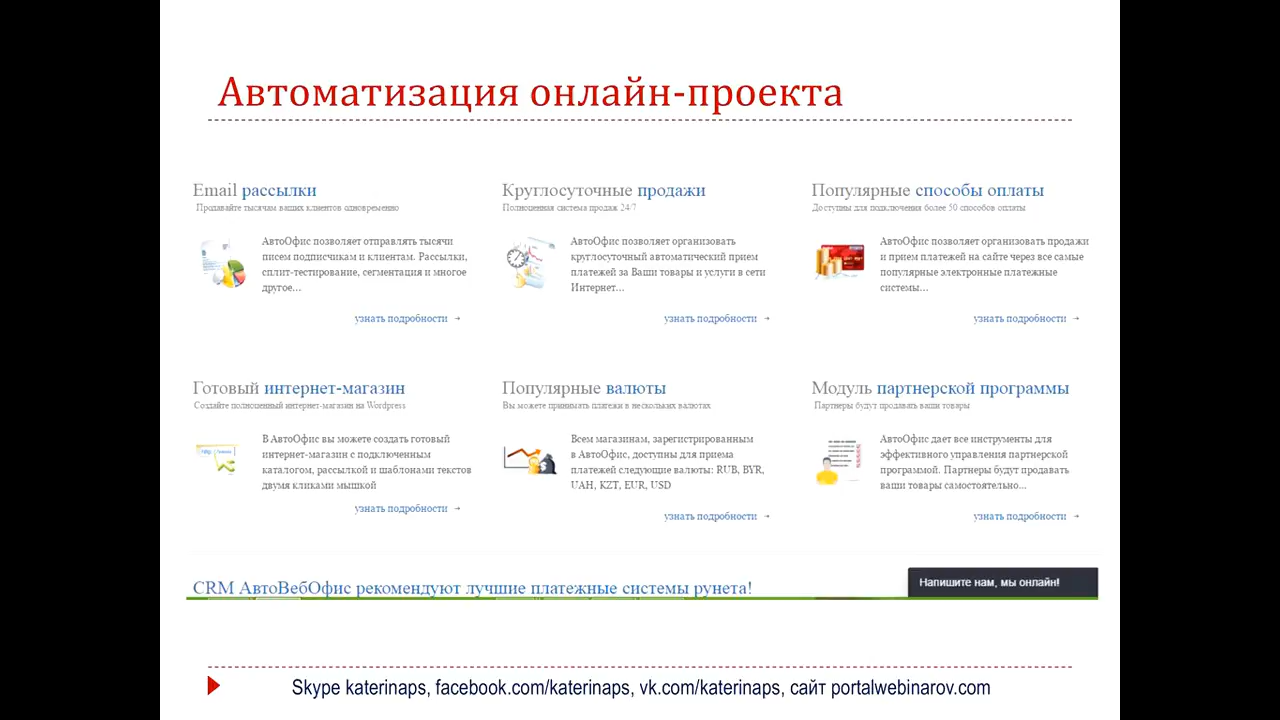 Автоматизация онлайн-проекта
Email рассылки
Продавайте тысячам ваших клиентов одновременно
АвтоОфис позволяет отправлять тысячи
писем подписчикам и клиентам. Рассылки,
сплит-тестирование, сегментация и многое
другое...
узнать подробности →
Круглосуточные продажи
Полноценная система продаж 24/7
АвтоОфис позволяет организовать
круглосуточный автоматический прием
платежей за Ваши товары и услуги в сети
Интернет...
узнать подробности →
Популярные способы оплаты
Доступны для подключения более 50 способов оплаты
АвтоОфис позволяет организовать продажи
и прием платежей на сайте через все самые
популярные электронные платежные
системы...
узнать подробности →
Готовый интернет-магазин
Создайте полноценный интернет-магазин на Wordpress
В АвтоОфис вы можете создать готовый
интернет-магазин с подключенным
каталогом, рассылкой и шаблонами текстов
двумя кликами мышкой
узнать подробности →
Популярные валюты
Вы можете принимать платежи в нескольких валютах
Всем магазинам, зарегистрированным
в АвтоОфис, доступны для приема
платежей следующие валюты: RUB, BYR,
UAH, KZT, EUR, USD
узнать подробности →
Модуль партнерской программы
Партнеры будут продавать ваши товары
АвтоОфис дает все инструменты для
эффективного управления партнерской
программой. Партнеры будут продавать
ваши товары самостоятельно...
узнать подробности →
CRM АвтоВебОфис рекомендуют лучшие платежные системы рунета!
Напишите нам, мы онлайн!
Skype katerinaps, facebook.com/katerinaps, vk.com/katerinaps, сайт portalwebinarov.com